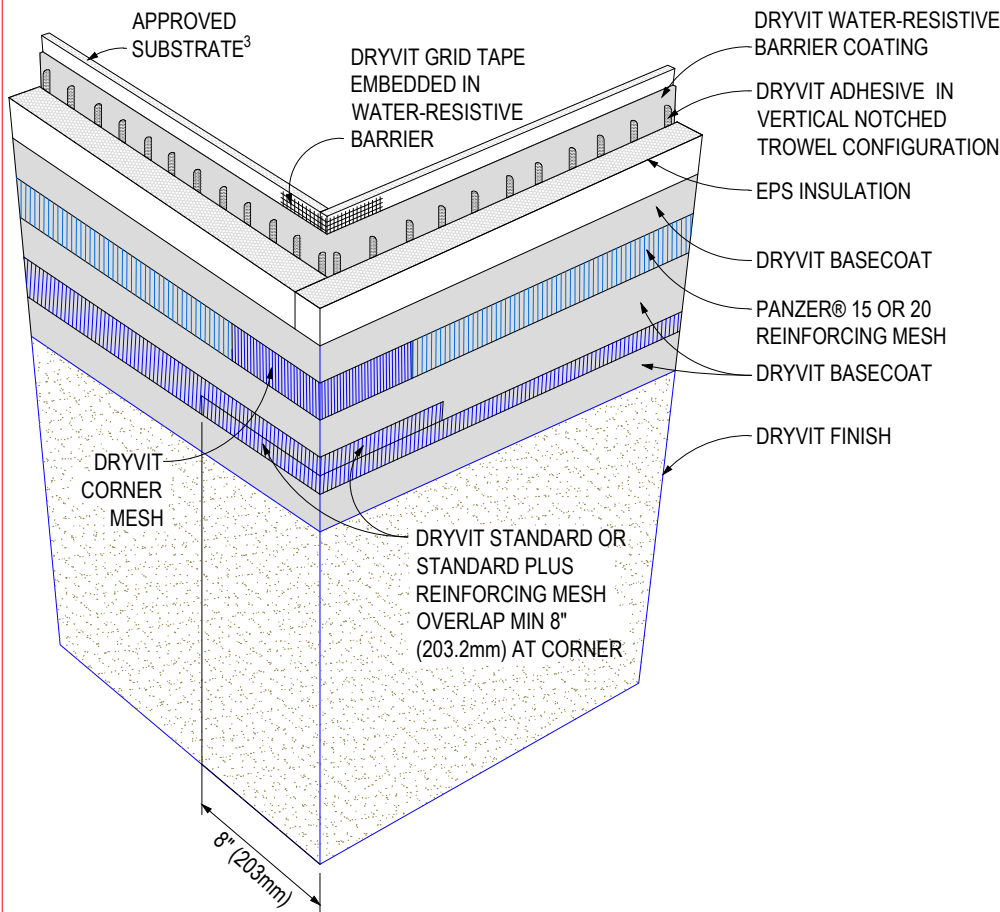 APPROVED
SUBSTRATE3
DRYVIT GRID TAPE
EMBEDDED IN
WATER-RESISTIVE
BARRIER
DRYVIT WATER-RESISTIVE
BARRIER COATING
DRYVIT ADHESIVE IN
VERTICAL NOTCHED
TROWEL CONFIGURATION
EPS INSULATION
DRYVIT BASECOAT
PANZER® 15 OR 20
REINFORCING MESH
DRYVIT BASECOAT
DRYVIT FINISH
DRYVIT
CORNER
MESH
DRYVIT STANDARD OR
STANDARD PLUS
REINFORCING MESH
OVERLAP MIN 8"
(203.2mm) AT CORNER
8" (203mm)